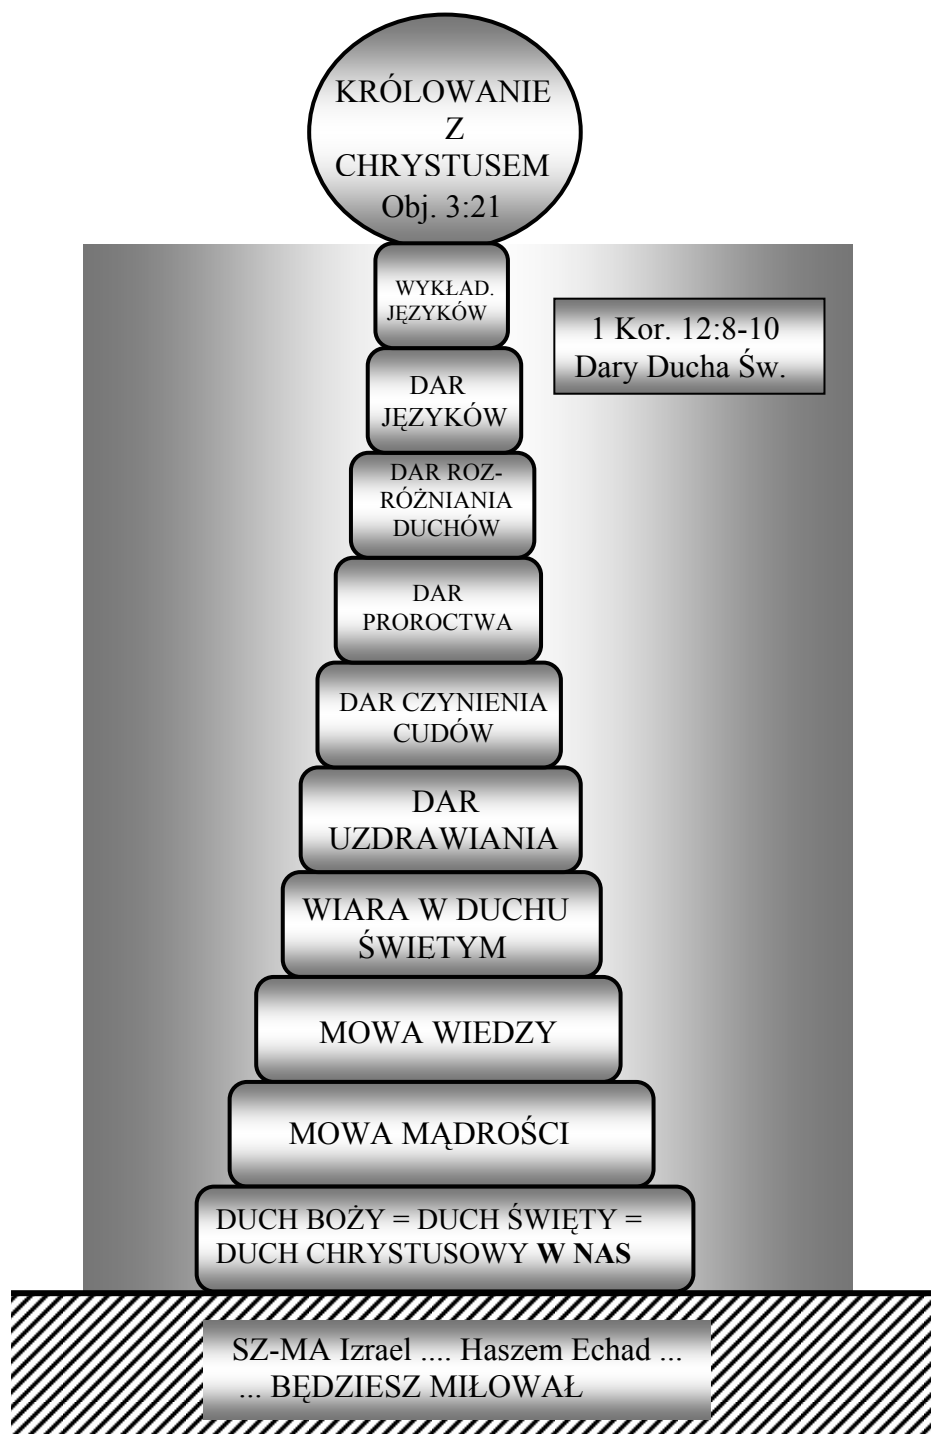 KRÓLOWANIE
Z
CHRYSTUSEM
Obj. 3:21
WYKŁAD.
JĘZYKÓW
1 Kor. 12:8-10
Dary Ducha Św.
DAR
JĘZYKÓW
DAR ROZ-
RÓŻNIANIA
DUCHÓW
DAR
PROROCTWA
DAR CZYNIENIA
CUDÓW
DAR
UZDRAWIANIA
WIARA W DUCHU
ŚWIETYM
MOWA WIEDZY
MOWA MĄDROŚCI
DUCH BOŻY = DUCH ŚWIĘTY =
DUCH CHRYSTUSOWY W NAS
SZ-MA Izrael .... Haszem Echad ...
... BĘDZIESZ MIŁOWAŁ